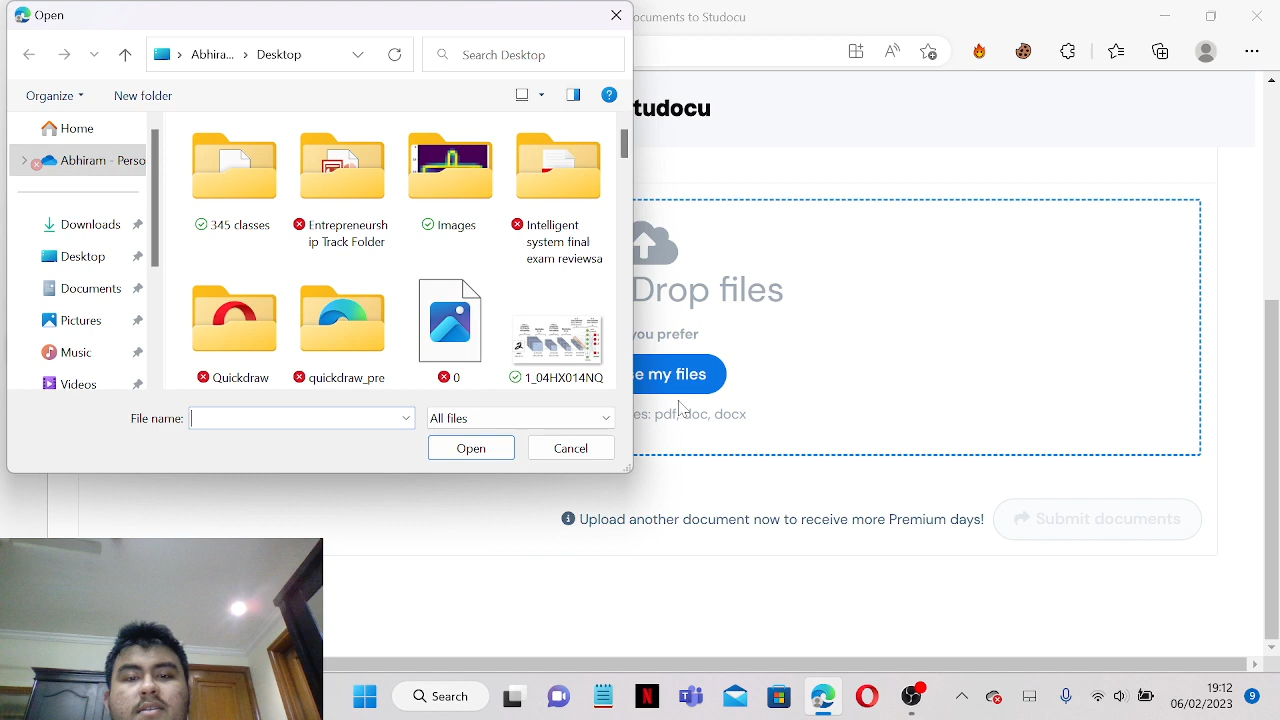 Open
ocuments to Studocu
Abhira...
Desktop
Search Desktop
Organize
New folder
tudocu
Home
Abhiram - Perso
Downloads
Desktop
Documents
Pictures
Music
Videos
345 classes
Entrepreneursh
ip Track Folder
Images
Intelligent
system final
exam reviewsa
Quickdraw
quickdraw_pre
0
1_04HX014NQ
File name:
All files
Open
Cancel
Drop files
you prefer
se my files
es: pdf, doc, docx
Upload another document now to receive more Premium days!
Submit documents
Search
19:12
06/02/2023
9